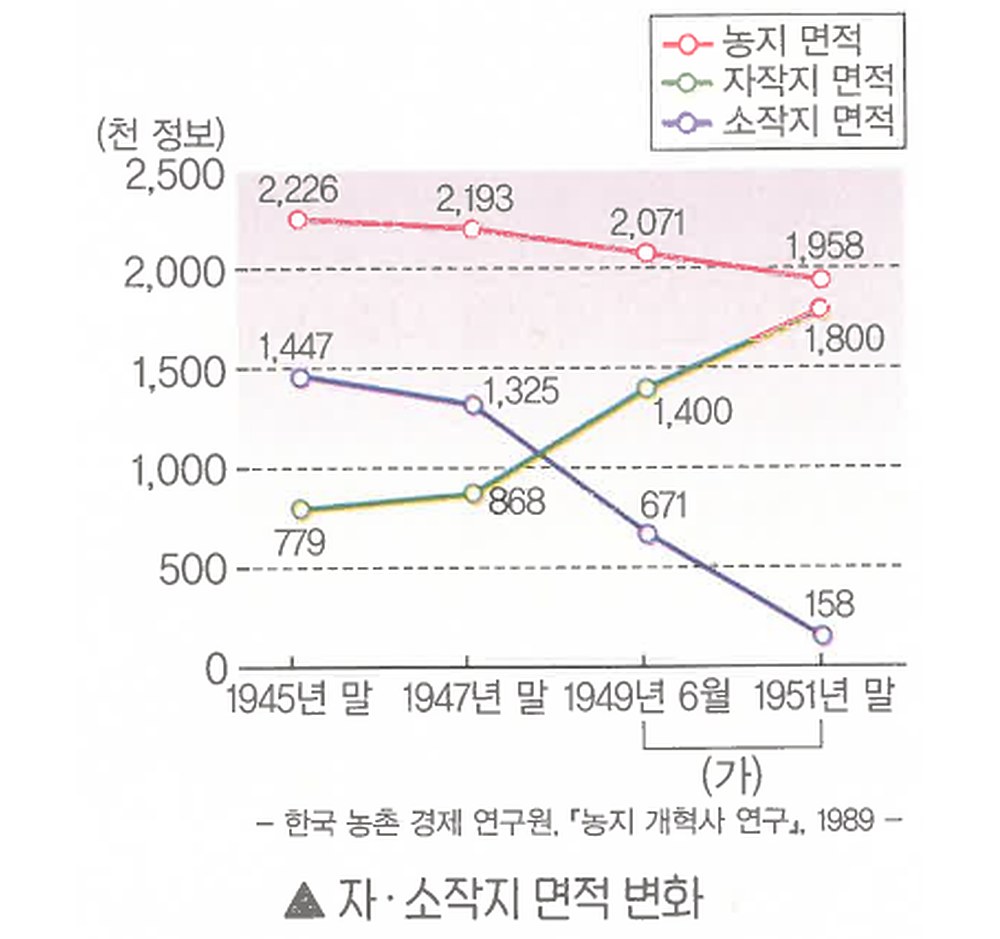 농지 면적
자작지 면적
소작지 면적
(천 정보)
2,500
2,226
2,193
2,071
1,958
2,000
1,800
1,447
1,500
1,325
1,400
1,000
868
779
671
500
158
0
1945년 말 1947년 말 1949년 6월 1951년 말
(가)
– 한국 농촌 경제 연구원, 『농지 개혁사 연구』, 1989 –
▲ 자·소작지 면적 변화